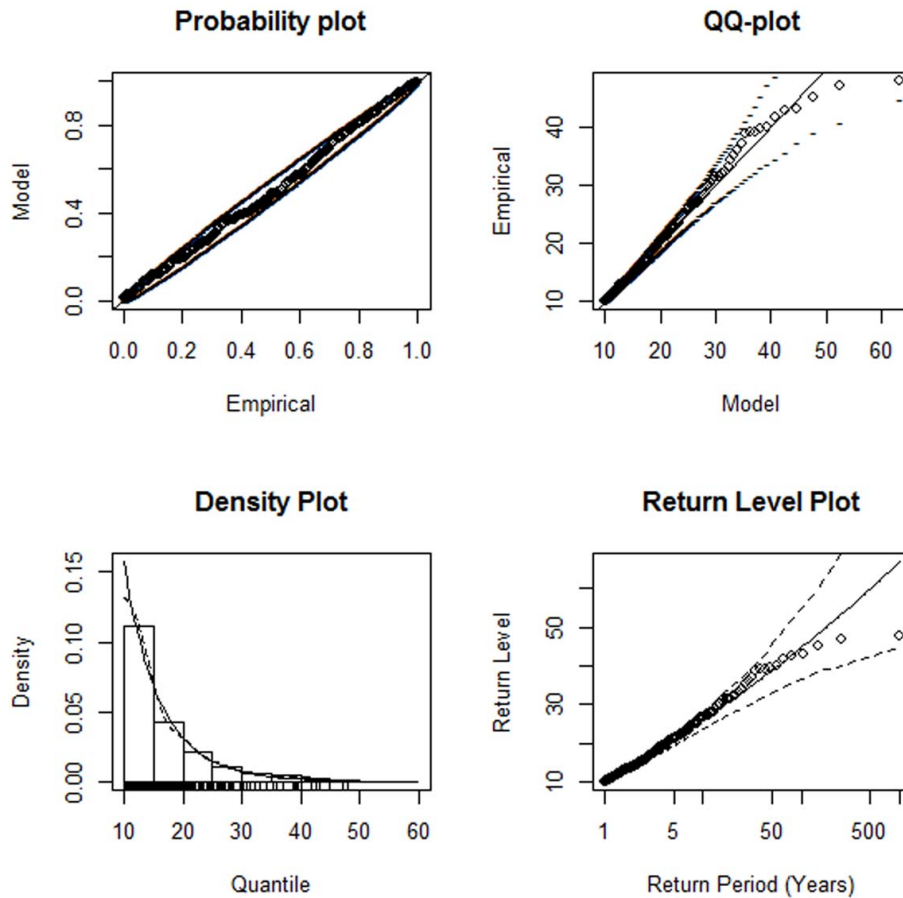 Probability plot
Model
0.0 0.4 0.8
0.0 0.2 0.4 0.6 0.8 1.0
Empirical
QQ-plot
Empirical
10 20 30 40
10 20 30 40 50 60
Model
Density Plot
Density
0.00 0.05 0.10 0.15
10 20 30 40 50 60
Quantile
Return Level Plot
Return Level
10 30 50
1 5 50 500
Return Period (Years)